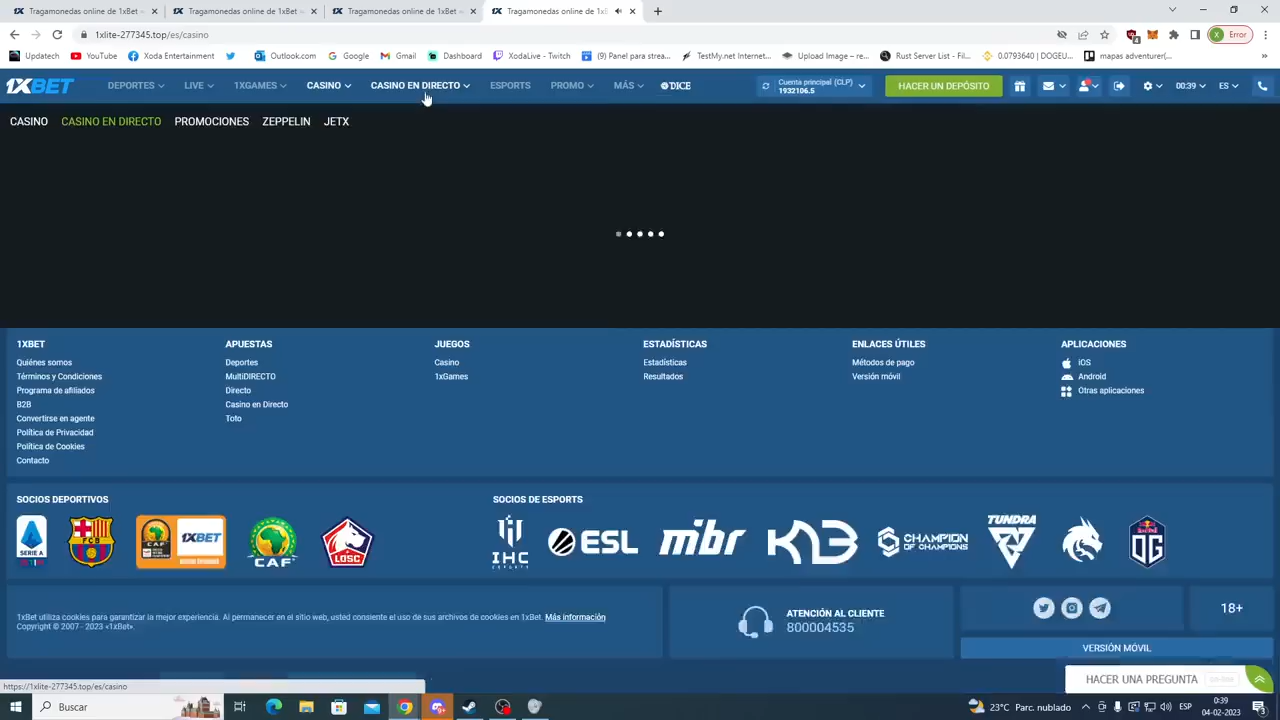 Tragamonedas online de 1xBet -
Tragamonedas online de 1xBet -
Tragamonedas online de 1xBet -
Tragamonedas online de 1xB
1xlite-277345.top/es/casino
Error
Updatech
YouTube
Xoda Entertainment
Outlook.com
Google
Gmail
Dashboard
XodaLive - Twitch
(9) Panel para strea...
TestMy.net Internet...
Upload Image – re...
Rust Server List - Fil...
0.0793640 | DOGEU...
mapas adventurer(...
1XBET
DEPORTES
LIVE
1XGAMES
CASINO
CASINO EN DIRECTO
ESPORTS
PROMO
MÁS
DICE
Cuenta principal (CLP)
1932106.5
HACER UN DEPÓSITO
00:39
ES
CASINO
CASINO EN DIRECTO
PROMOCIONES
ZEPPELIN
JETX
1XBET
Quiénes somos
Términos y Condiciones
Programa de afiliados
B2B
Convertirse en agente
Política de Privacidad
Política de Cookies
Contacto
APUESTAS
Deportes
MultiDIRECTO
Directo
Casino en Directo
Toto
JUEGOS
Casino
1xGames
ESTADÍSTICAS
Estadísticas
Resultados
ENLACES ÚTILES
Métodos de pago
Versión móvil
APLICACIONES
iOS
Android
Otras aplicaciones
SOCIOS DEPORTIVOS
SERIE A
FCB
CAF
1XBET
CAF
LOSC
SOCIOS DE ESPORTS
IHC
ESPORTS
ESL
mbr
CHAMPION
OF CHAMPIONS
TUNDRA
Red Bull
OG
1xBet utiliza cookies para garantizar la mejor experiencia. Al permanecer en el sitio web, usted consiente el uso de sus archivos de cookies en 1xBet. Más información
Copyright © 2007 - 2023 «1xBet».
ATENCIÓN AL CLIENTE
800004535
18+
VERSIÓN MÓVIL
HACER UNA PREGUNTA
https://1xlite-277345.top/es/casino
Buscar
23°C Parc. nublado
ESP
0:39
04-02-2023